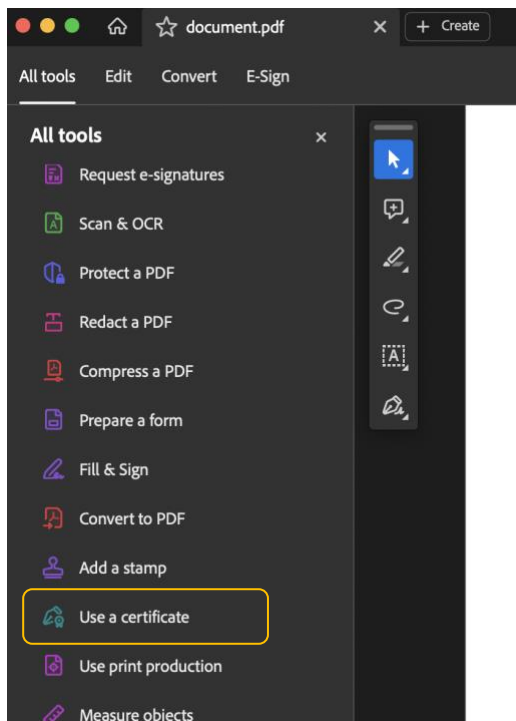 document.pdf
+ Create
All tools Edit Convert E-Sign
All tools
Request e-signatures
Scan & OCR
Protect a PDF
Redact a PDF
Compress a PDF
Prepare a form
Fill & Sign
Convert to PDF
Add a stamp
Use a certificate
Use print production
Measure objects